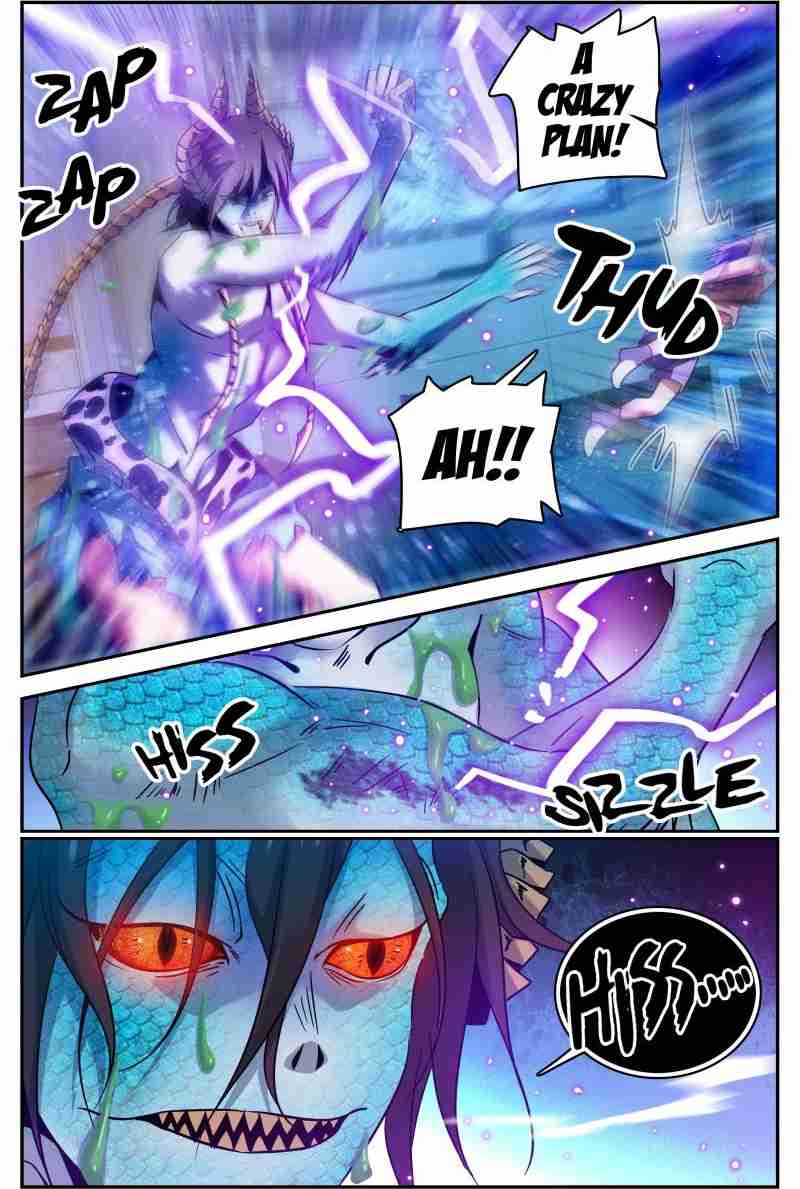 ZAP
ZAP
A
CRAZY
PLAN!
THUD
AH!!
HISS
SIZZLE
HISS......